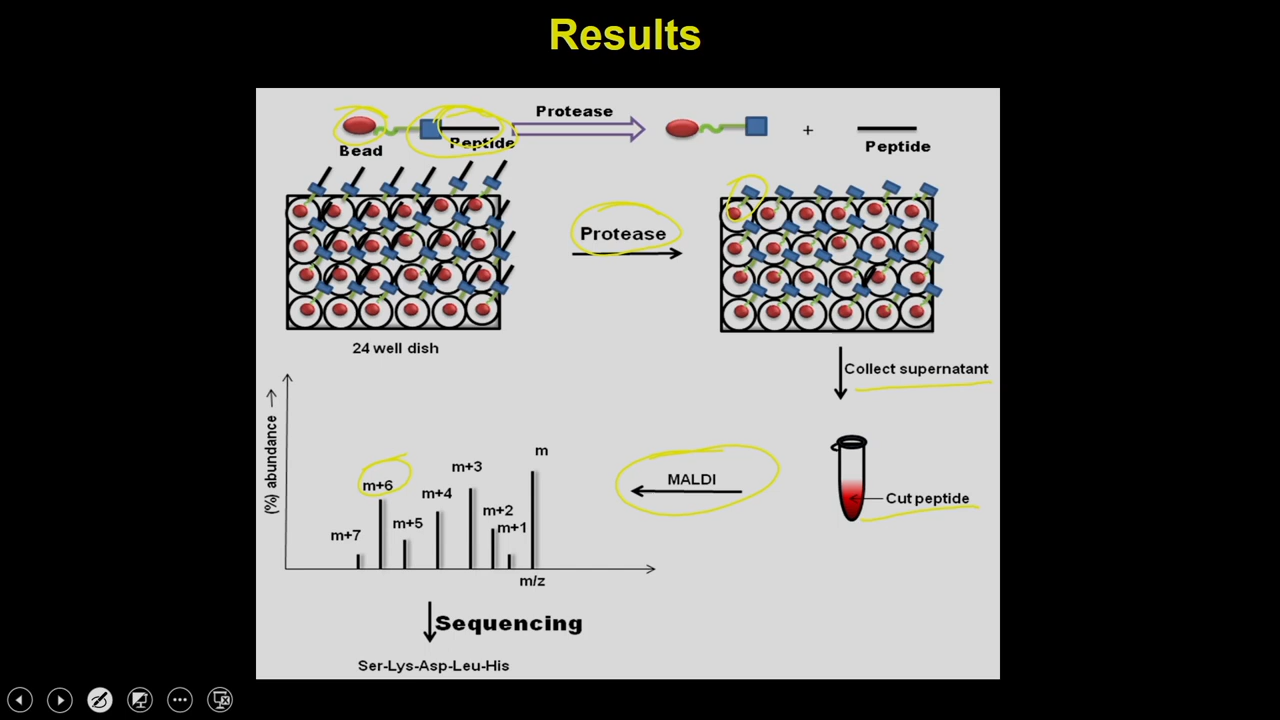 Results
Protease
Bead
Peptide
+
Peptide
Protease
24 well dish
Collect supernatant
Cut peptide
MALDI
(%) abundance
m
m+3
m+6
m+4
m+2
m+5
m+1
m+7
m/z
Sequencing
Ser-Lys-Asp-Leu-His